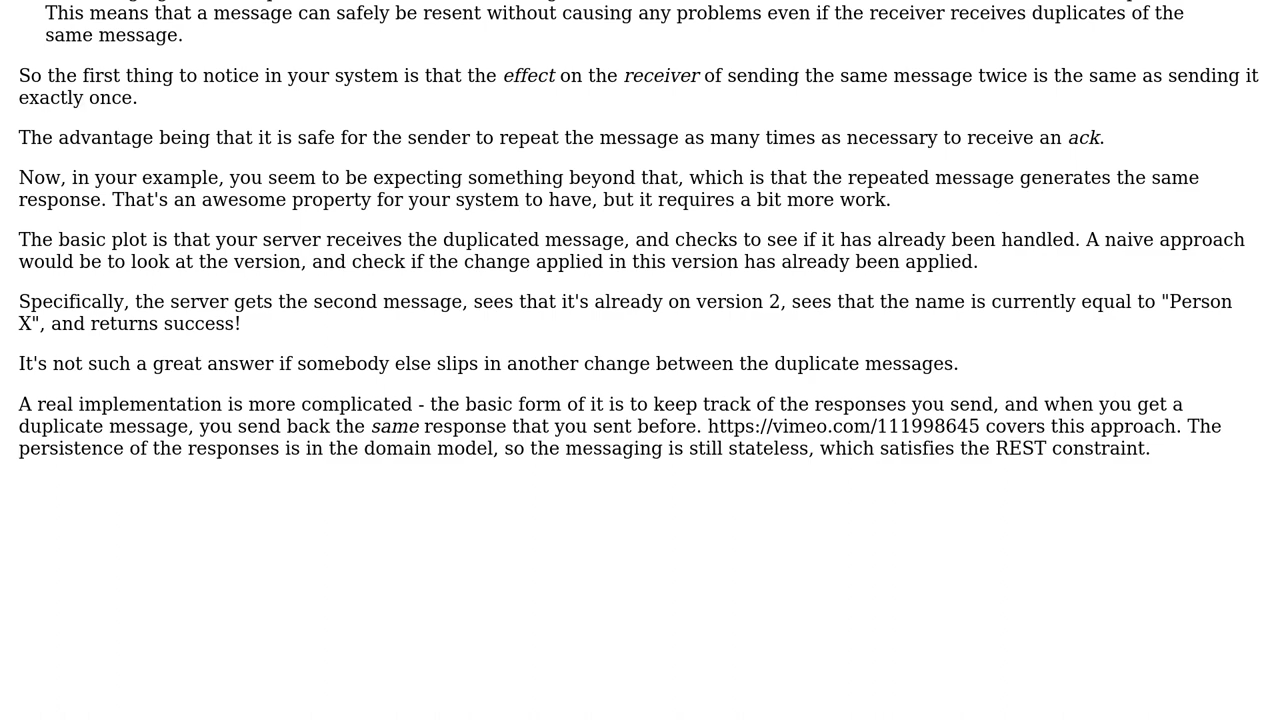 This means that a message can safely be resent without causing any problems even if the receiver receives duplicates of the
same message.
So the first thing to notice in your system is that the effect on the receiver of sending the same message twice is the same as sending it
exactly once.
The advantage being that it is safe for the sender to repeat the message as many times as necessary to receive an ack.
Now, in your example, you seem to be expecting something beyond that, which is that the repeated message generates the same
response. That's an awesome property for your system to have, but it requires a bit more work.
The basic plot is that your server receives the duplicated message, and checks to see if it has already been handled. A naive approach
would be to look at the version, and check if the change applied in this version has already been applied.
Specifically, the server gets the second message, sees that it's already on version 2, sees that the name is currently equal to "Person
X", and returns success!
It's not such a great answer if somebody else slips in another change between the duplicate messages.
A real implementation is more complicated - the basic form of it is to keep track of the responses you send, and when you get a
duplicate message, you send back the same response that you sent before. https://vimeo.com/111998645 covers this approach. The
persistence of the responses is in the domain model, so the messaging is still stateless, which satisfies the REST constraint.